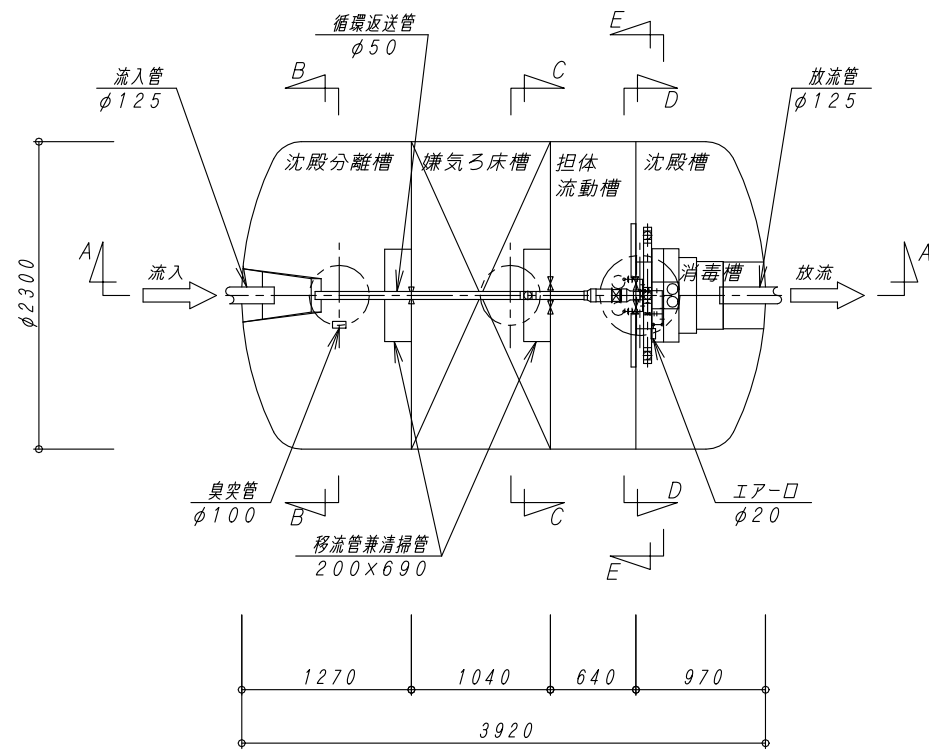 循環返送管
φ50
E
流入管
φ125
B
C
D
放流管
φ125
沈殿分離槽
嫌気ろ床槽
担体
流動槽
沈殿槽
A
流入
消毒槽
放流
A
φ2300
臭突管
φ100
B
C
D
エアー口
φ20
移流管兼清掃管
200×690
E
1270
1040
640
970
3920